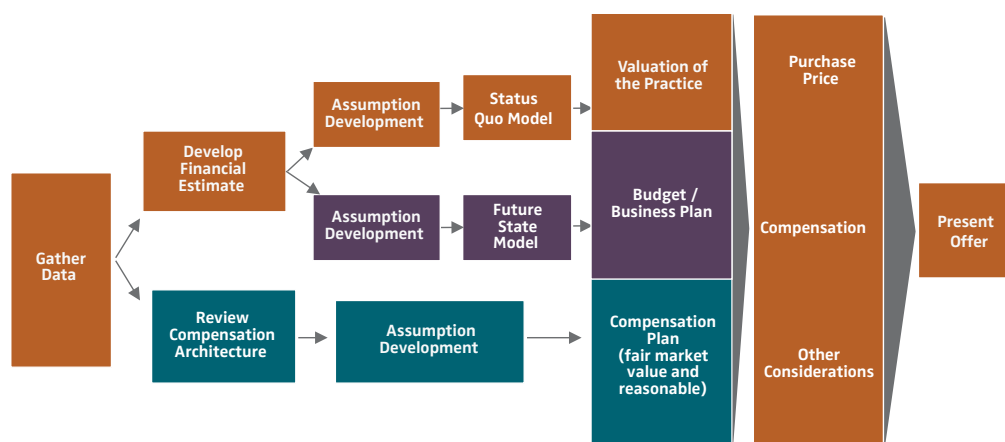 Gather
Data
Develop
Financial
Estimate
Assumption
Development
Status
Quo Model
Valuation of
the Practice
Assumption
Development
Future
State
Model
Budget /
Business Plan
Review
Compensation
Architecture
Assumption
Development
Compensation
Plan
(fair market
value and
reasonable)
Purchase
Price
Compensation
Other
Considerations
Present
Offer